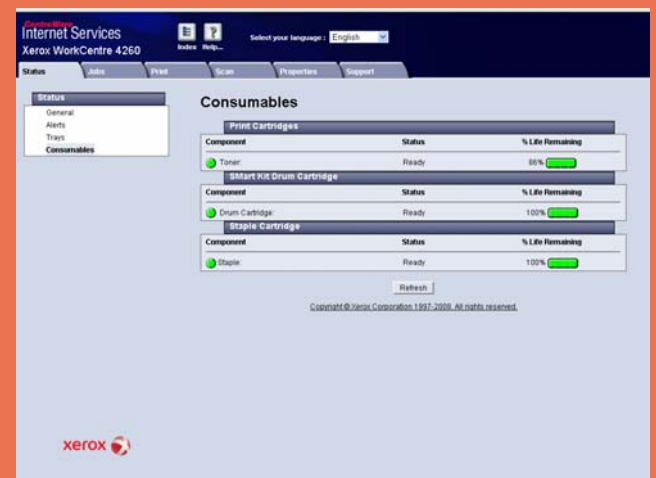 CentreWare
Internet Services
Xerox WorkCentre 4260
Index Help...
Select your language : English
Status Jobs Print Scan Properties Support
Status
General
Alerts
Trays
Consumables
Consumables
Print Cartridges
Component Status % Life Remaining
Toner: Ready 86%
SMart Kit Drum Cartridge
Component Status % Life Remaining
Drum Cartridge: Ready 100%
Staple Cartridge
Component Status % Life Remaining
Staple: Ready 100%
Refresh
Copyright © Xerox Corporation 1997-2008. All rights reserved.
xerox